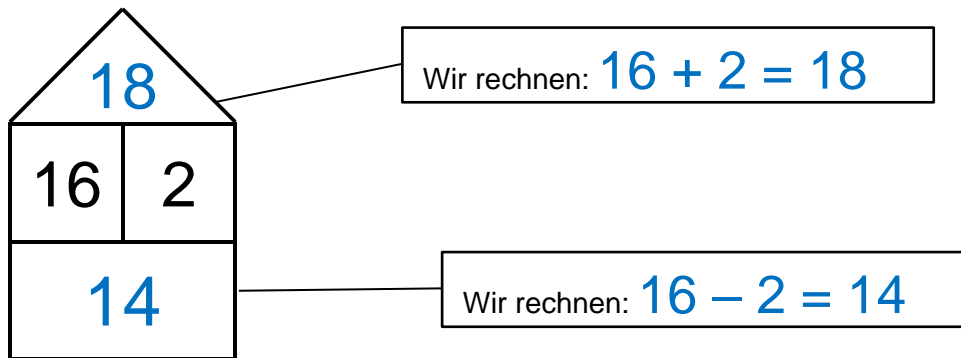 18
Wir rechnen: 16 + 2 = 18
16 2
14
Wir rechnen: 16 – 2 = 14